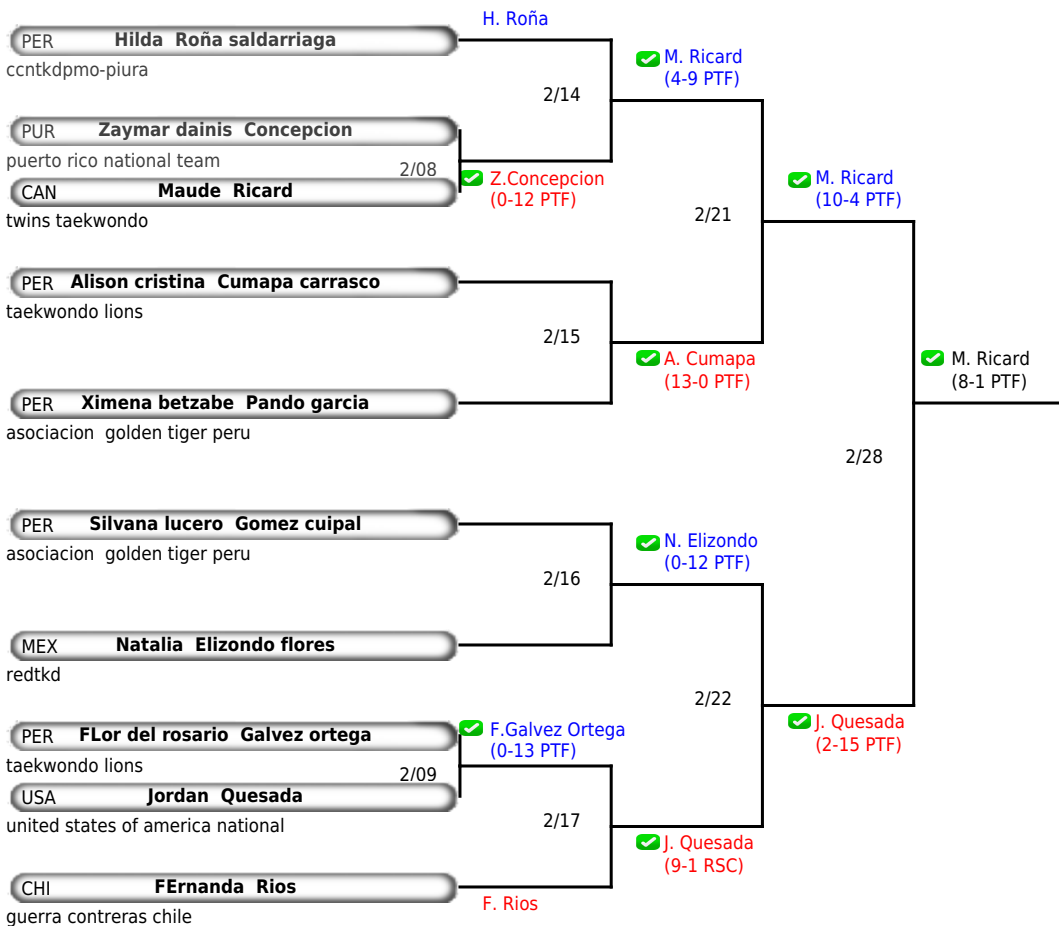 H. Roña
PER Hilda Roña saldarriaga
ccntkdpmo-piura
M. Ricard
(4-9 PTF)
2/14
PUR Zaymar dainis Concepcion
puerto rico national team
2/08
Z.Concepcion
(0-12 PTF)
CAN Maude Ricard
twins taekwondo
M. Ricard
(10-4 PTF)
2/21
PER Alison cristina Cumapa carrasco
taekwondo lions
2/15
A. Cumapa
(13-0 PTF)
M. Ricard
(8-1 PTF)
PER Ximena betzabe Pando garcia
asociacion golden tiger peru
2/28
PER Silvana lucero Gomez cuipal
asociacion golden tiger peru
N. Elizondo
(0-12 PTF)
2/16
MEX Natalia Elizondo flores
redtkd
2/22
J. Quesada
(2-15 PTF)
PER FLor del rosario Galvez ortega
taekwondo lions
F.Galvez Ortega
(0-13 PTF)
2/09
USA Jordan Quesada
united states of america national
2/17
J. Quesada
(9-1 RSC)
CHI FErnanda Rios
F. Rios
guerra contreras chile